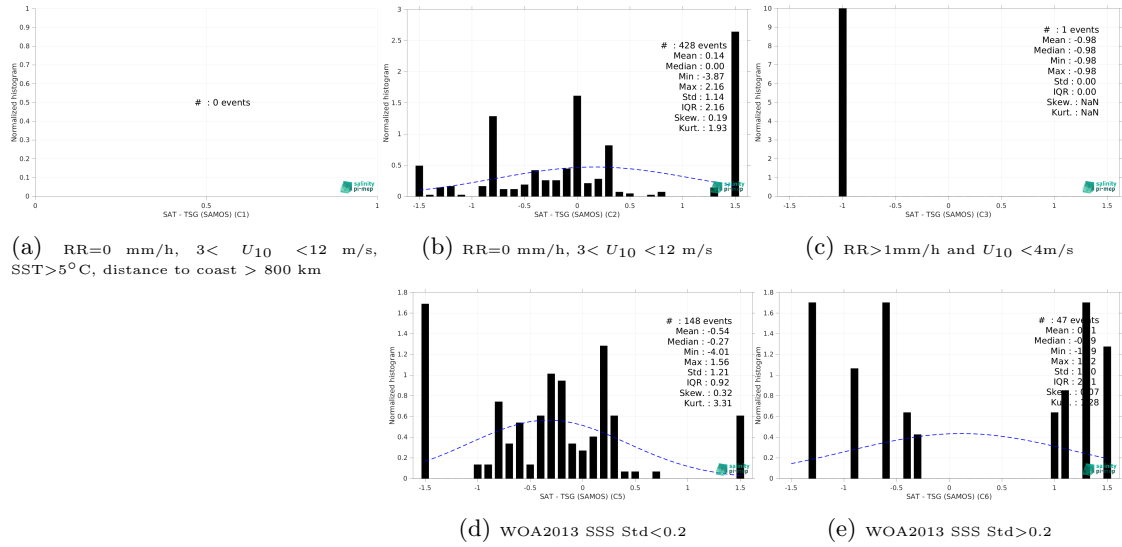 Normalized histogram
1
0.9
0.8
0.7
0.6
0.5
0.4
0.3
0.2
0.1
0
# : 0 events
salinity
pi-mep
0 0.5 1
SAT - TSG (SAMOS) (C1)
(a) RR=0 mm/h, 3< U10 <12 m/s,
SST>5°C, distance to coast > 800 km
Normalized histogram
3
2.5
2
1.5
1
0.5
0
# : 428 events
Mean : 0.14
Median : 0.00
Min : -3.87
Max : 2.16
Std : 1.14
IQR : 2.16
Skew. : 0.19
Kurt. : 1.93
salinity
pi-mep
-1.5 -1 -0.5 0 0.5 1 1.5
SAT - TSG (SAMOS) (C2)
(b) RR=0 mm/h, 3< U10 <12 m/s
Normalized histogram
10
9
8
7
6
5
4
3
2
1
0
# : 1 events
Mean : -0.98
Median : -0.98
Min : -0.98
Max : -0.98
Std : 0.00
IQR : 0.00
Skew. : NaN
Kurt. : NaN
salinity
pi-mep
-1.5 -1 -0.5 0 0.5 1 1.5
SAT - TSG (SAMOS) (C3)
(c) RR>1mm/h and U10 <4m/s
Normalized histogram
1.8
1.6
1.4
1.2
1
0.8
0.6
0.4
0.2
0
# : 148 events
Mean : -0.54
Median : -0.27
Min : -4.01
Max : 1.56
Std : 1.21
IQR : 0.92
Skew. : 0.32
Kurt. : 3.31
salinity
pi-mep
-1.5 -1 -0.5 0 0.5 1 1.5
SAT - TSG (SAMOS) (C5)
(d) WOA2013 SSS Std<0.2
Normalized histogram
1.8
1.6
1.4
1.2
1
0.8
0.6
0.4
0.2
0
# : 47 events
Mean :
Median :
Min :
Max :
Std :
IQR :
Skew. :
Kurt. :
salinity
pi-mep
-1.5 -1 -0.5 0 0.5 1 1.5
SAT - TSG (SAMOS) (C6)
(e) WOA2013 SSS Std>0.2